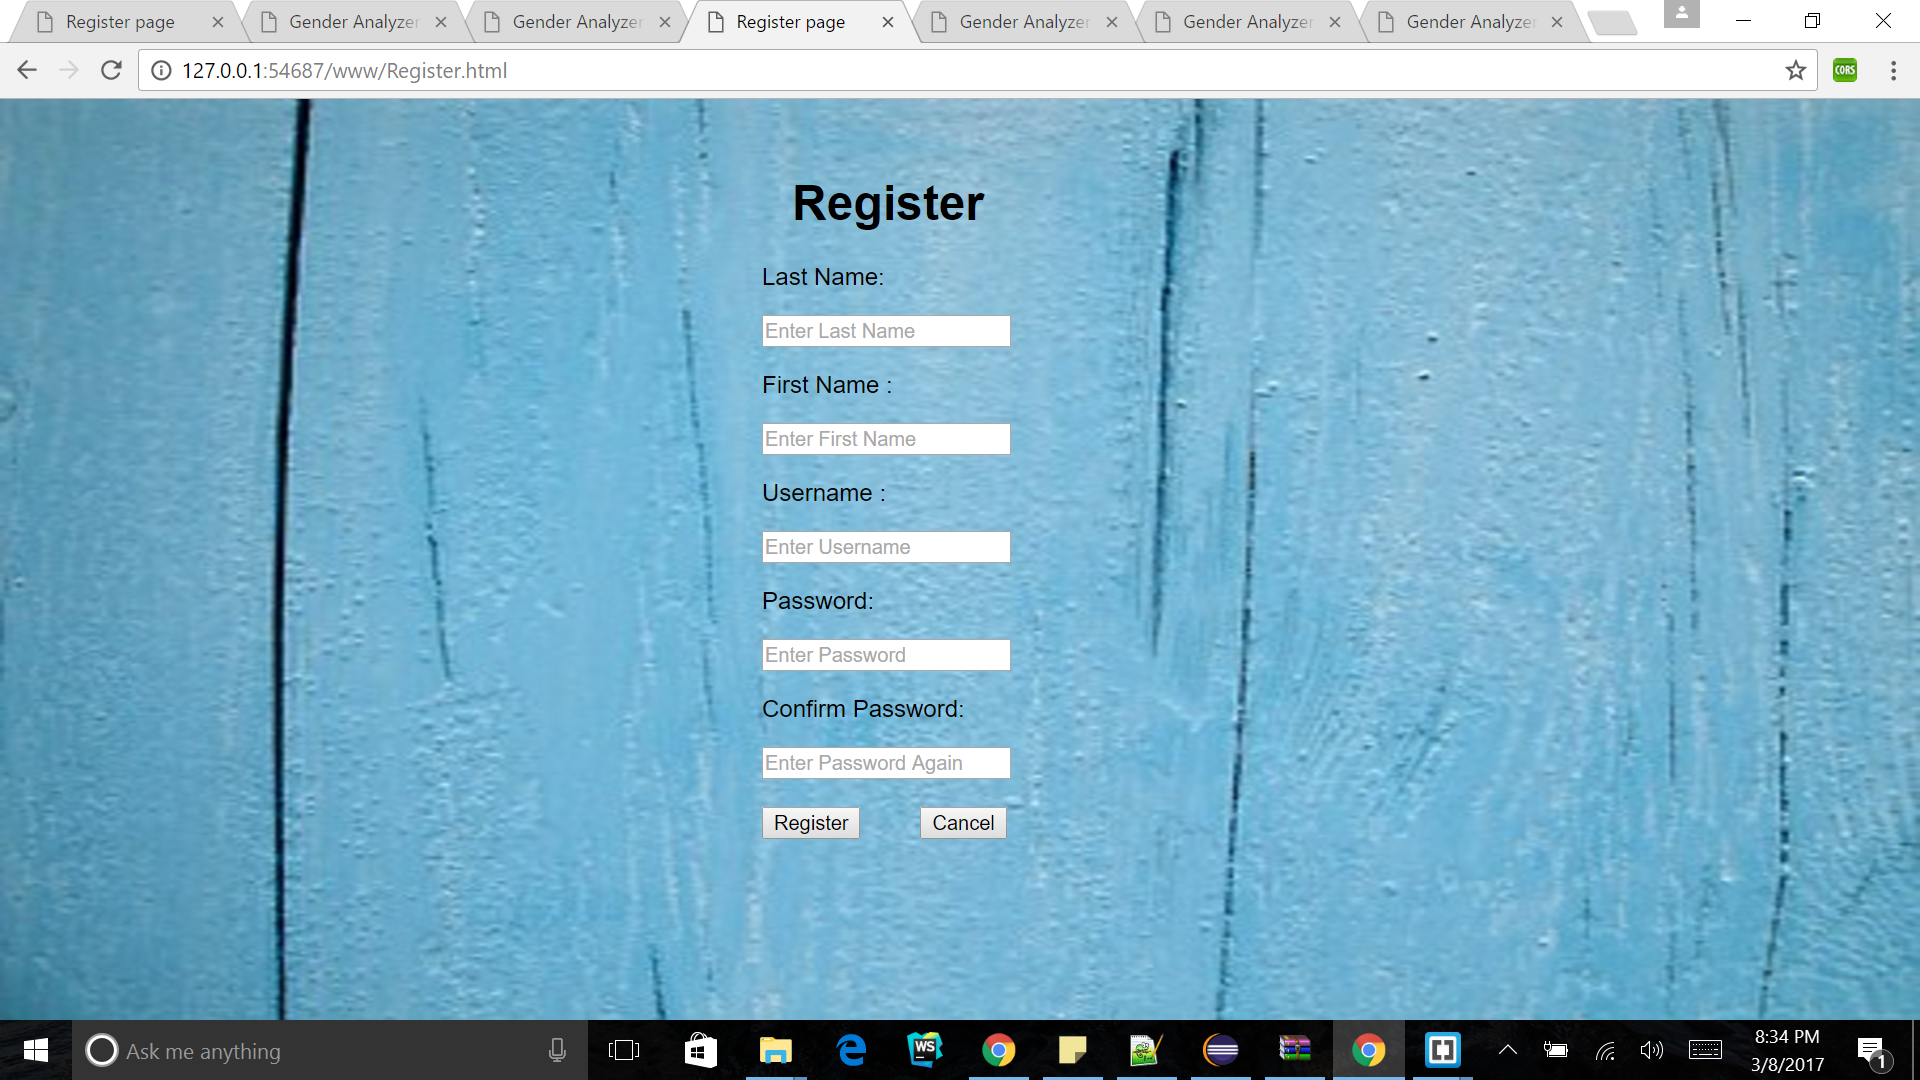 Register page
Gender Analyzer
Gender Analyzer
Register page
Gender Analyzer
Gender Analyzer
Gender Analyzer
127.0.0.1:54687/www/Register.html
CORS
Register
Last Name:
Enter Last Name
First Name :
Enter First Name
Username :
Enter Username
Password:
Enter Password
Confirm Password:
Enter Password Again
Register
Cancel
Ask me anything
WS
8:34 PM
3/8/2017
1